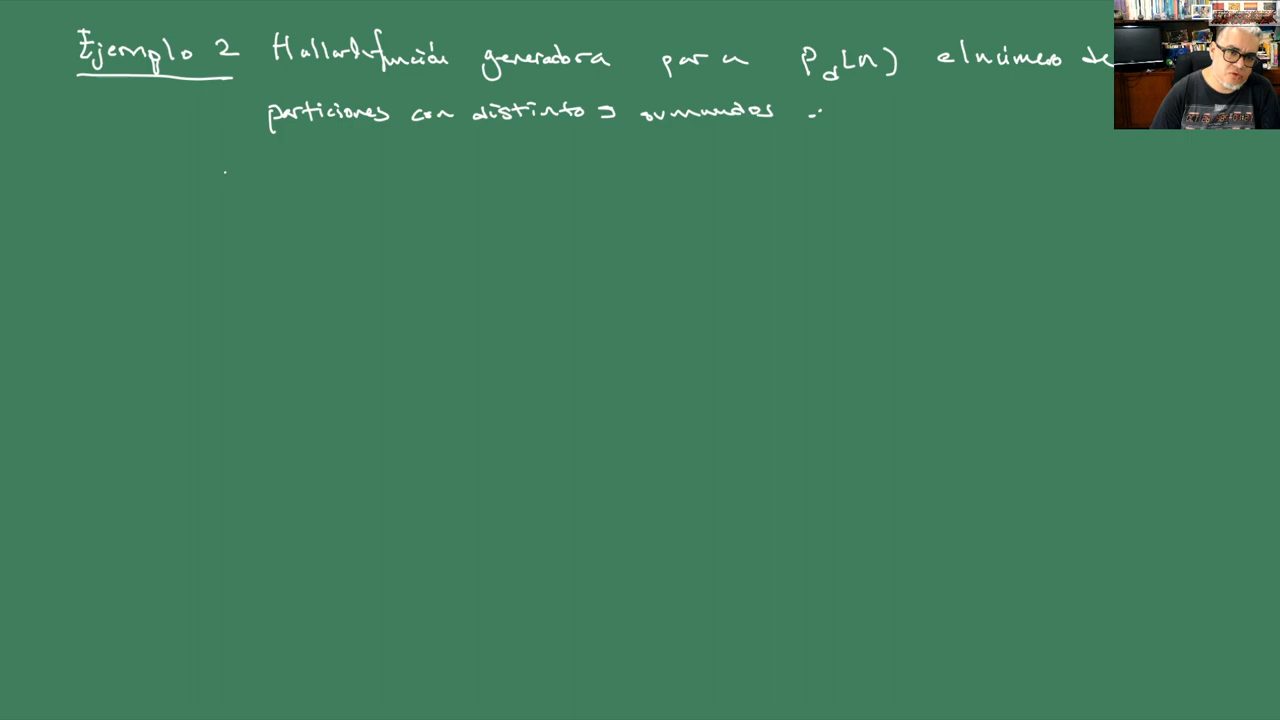 Ejemplo 2 Hallar la función generadora para P_d(n) el número de
particiones con distintos sumandos .